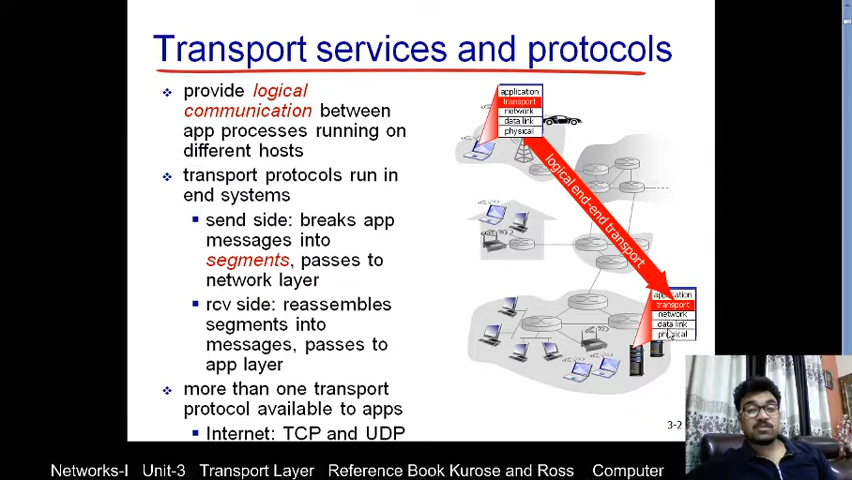 Transport services and protocols
❖ provide logical
communication between
app processes running on
different hosts
❖ transport protocols run in
end systems
▪ send side: breaks app
messages into
segments, passes to
network layer
▪ rcv side: reassembles
segments into
messages, passes to
app layer
❖ more than one transport
protocol available to apps
▪ Internet: TCP and UDP
application
transport
network
data link
physical
logical end-end transport
application
transport
network
data link
physical
3-2
Networks-I Unit-3 Transport Layer Reference Book Kurose and Ross Computer